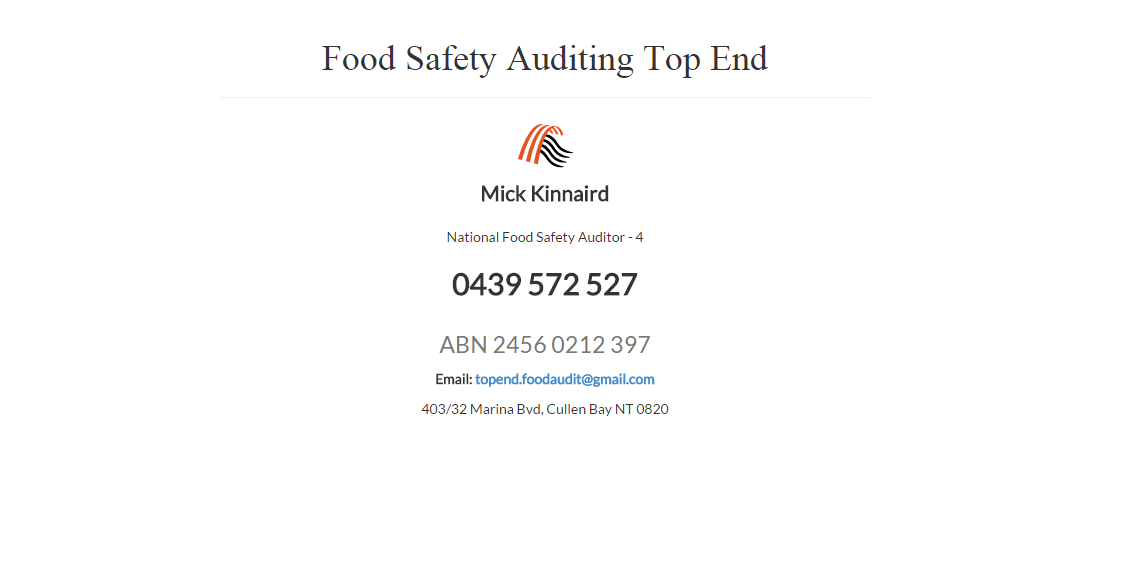 Food Safety Auditing Top End
Mick Kinnaird
National Food Safety Auditor - 4
0439 572 527
ABN 2456 0212 397
Email: topend.foodaudit@gmail.com
403/32 Marina Bvd, Cullen Bay NT 0820